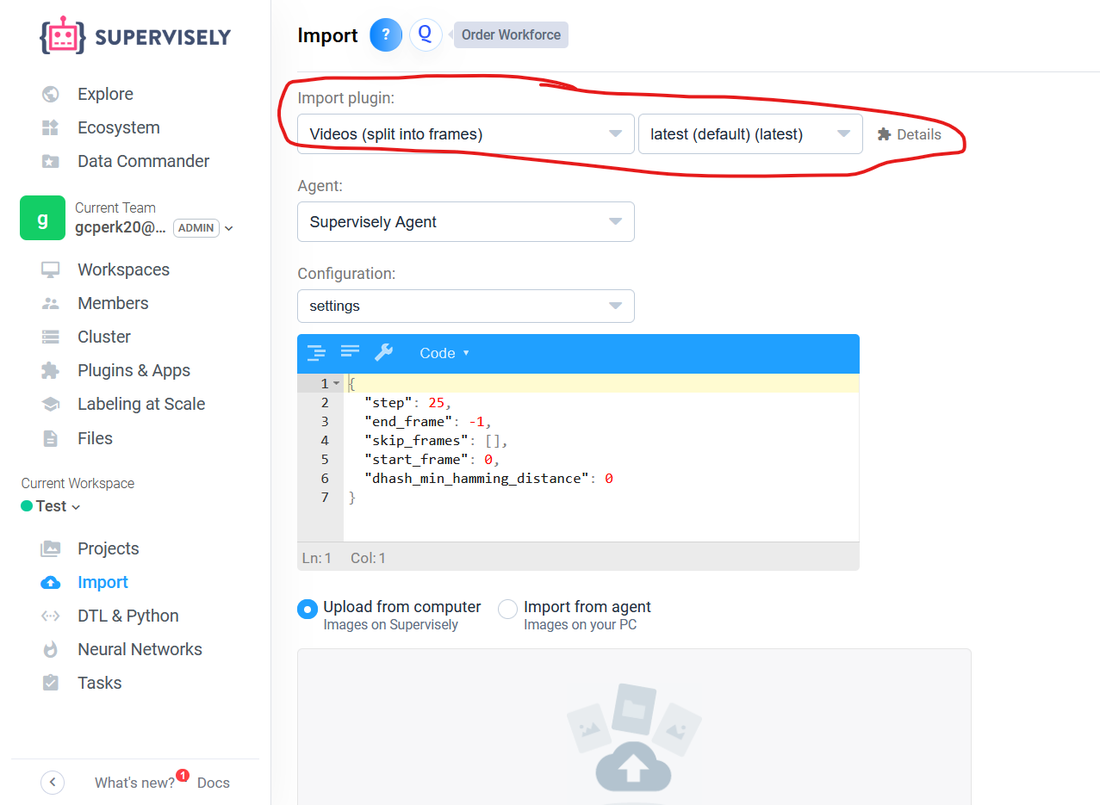 SUPERVISELY
Explore
Ecosystem
Data Commander
g
Current Team
gcperk20@... ADMIN
Workspaces
Members
Cluster
Plugins & Apps
Labeling at Scale
Files
Current Workspace
Test
Projects
Import
DTL & Python
Neural Networks
Tasks
What's new? 1 Docs
Import ? Q Order Workforce
Import plugin:
Videos (split into frames) latest (default) (latest) Details
Agent:
Supervisely Agent
Configuration:
settings
Code
1 {
2 "step": 25,
3 "end_frame": -1,
4 "skip_frames": [],
5 "start_frame": 0,
6 "dhash_min_hamming_distance": 0
7 }
Ln: 1 Col: 1
Upload from computer Import from agent
Images on Supervisely Images on your PC